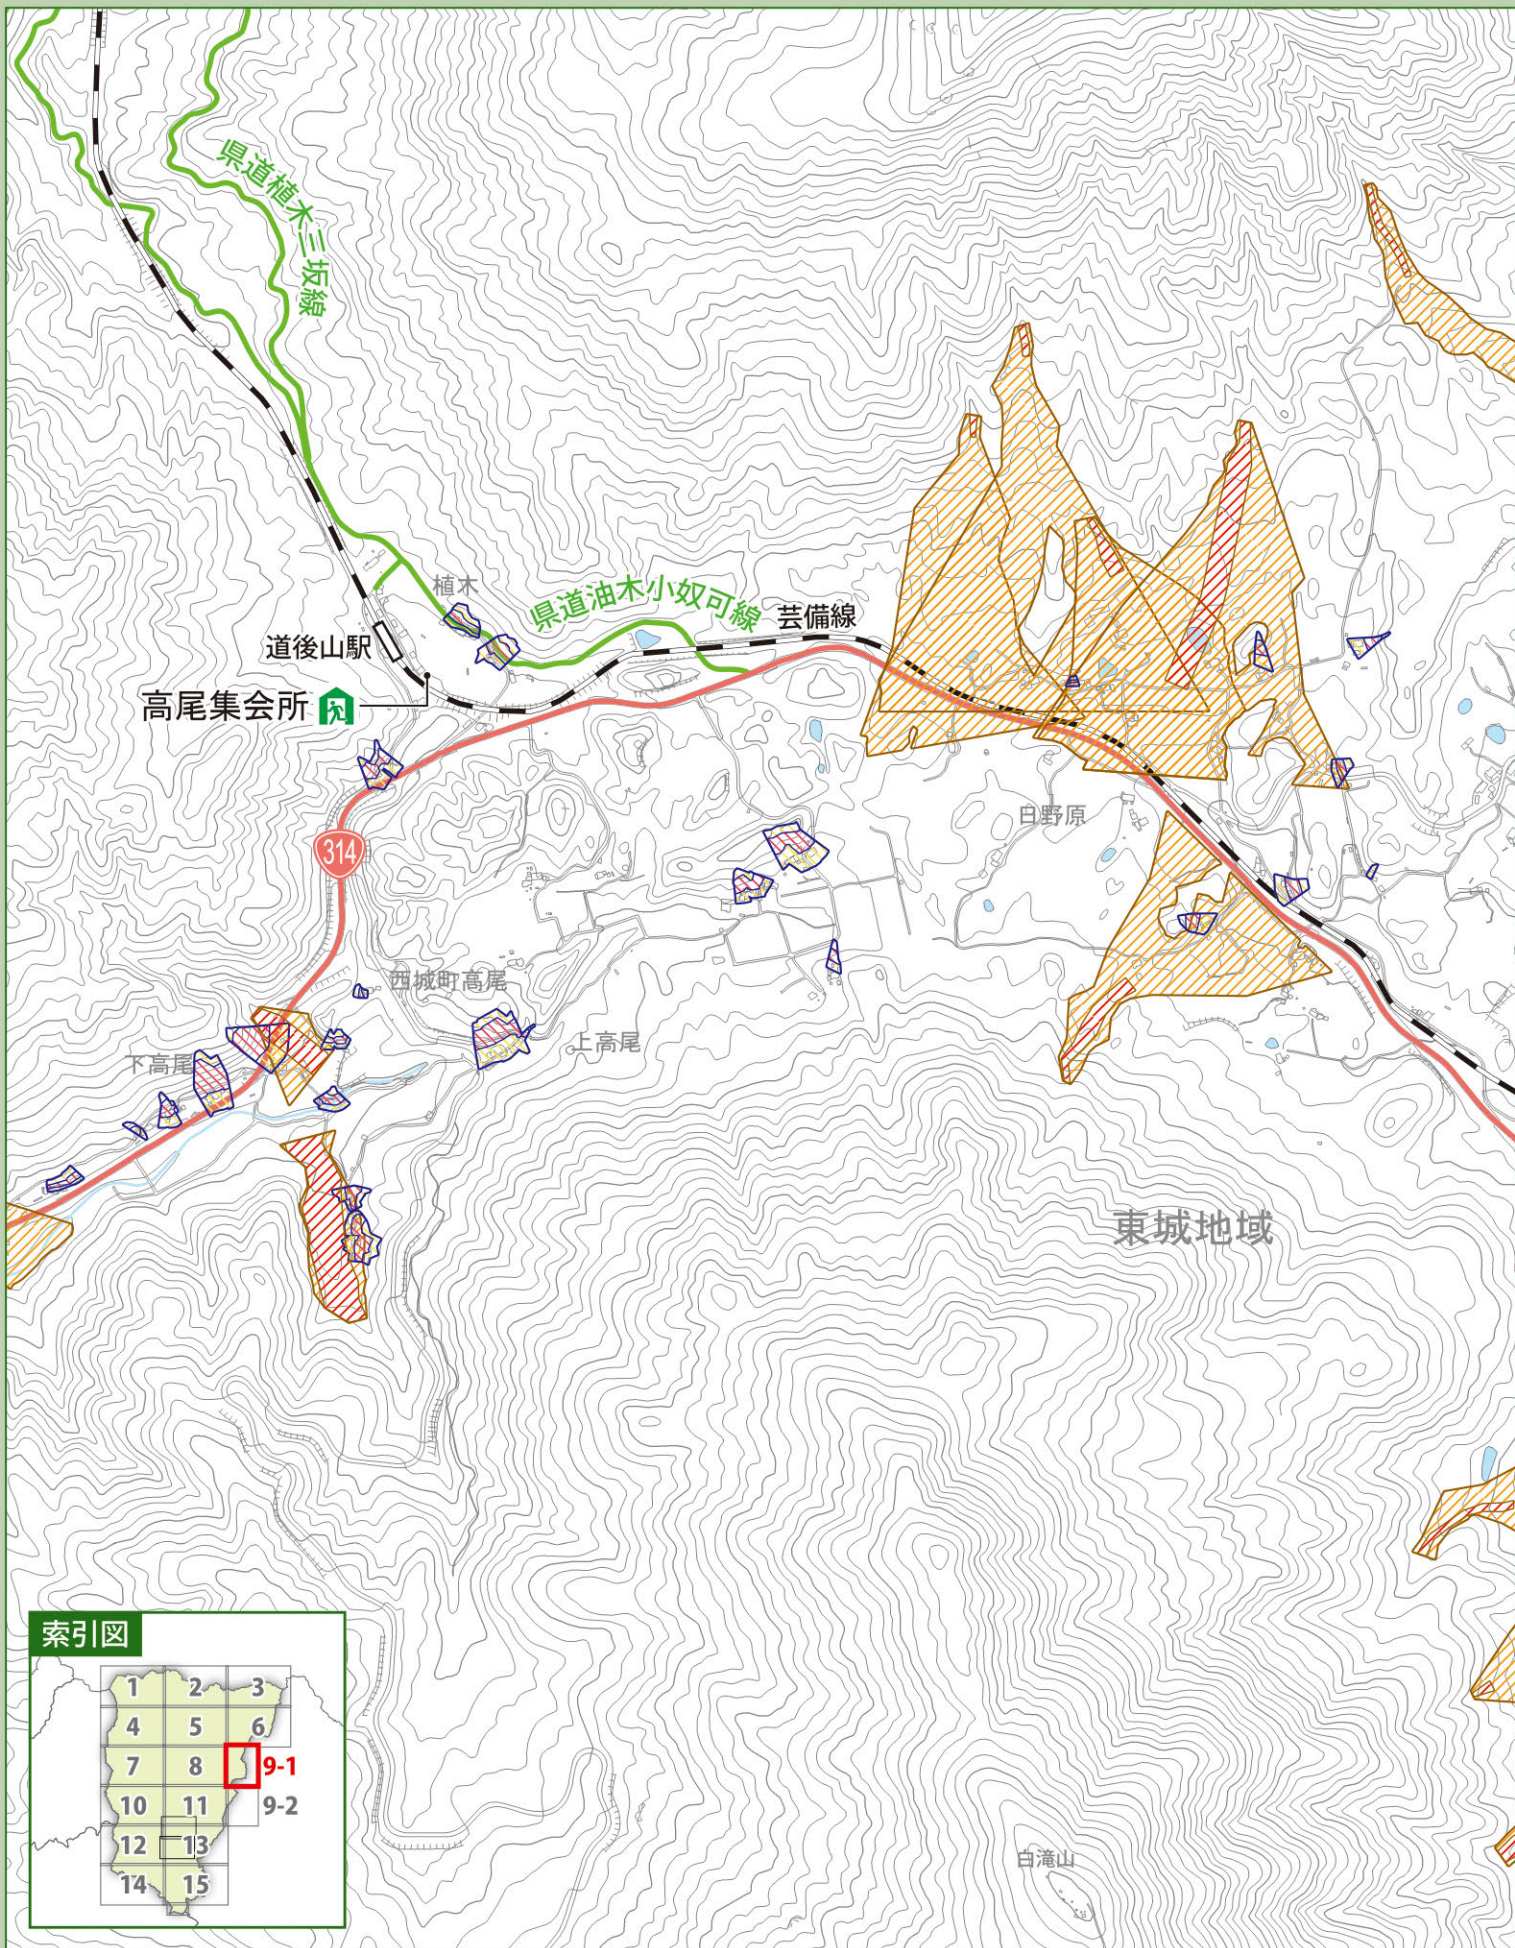 県道植木三坂線
植木
県道油木小奴可線
芸備線
道後山駅
高尾集会所
314
日野原
西城町高尾
上高尾
下高尾
東城地域
白滝山
索引図
1
2
3
4
5
6
7
8
9-1
10
11
9-2
12
13
14
15